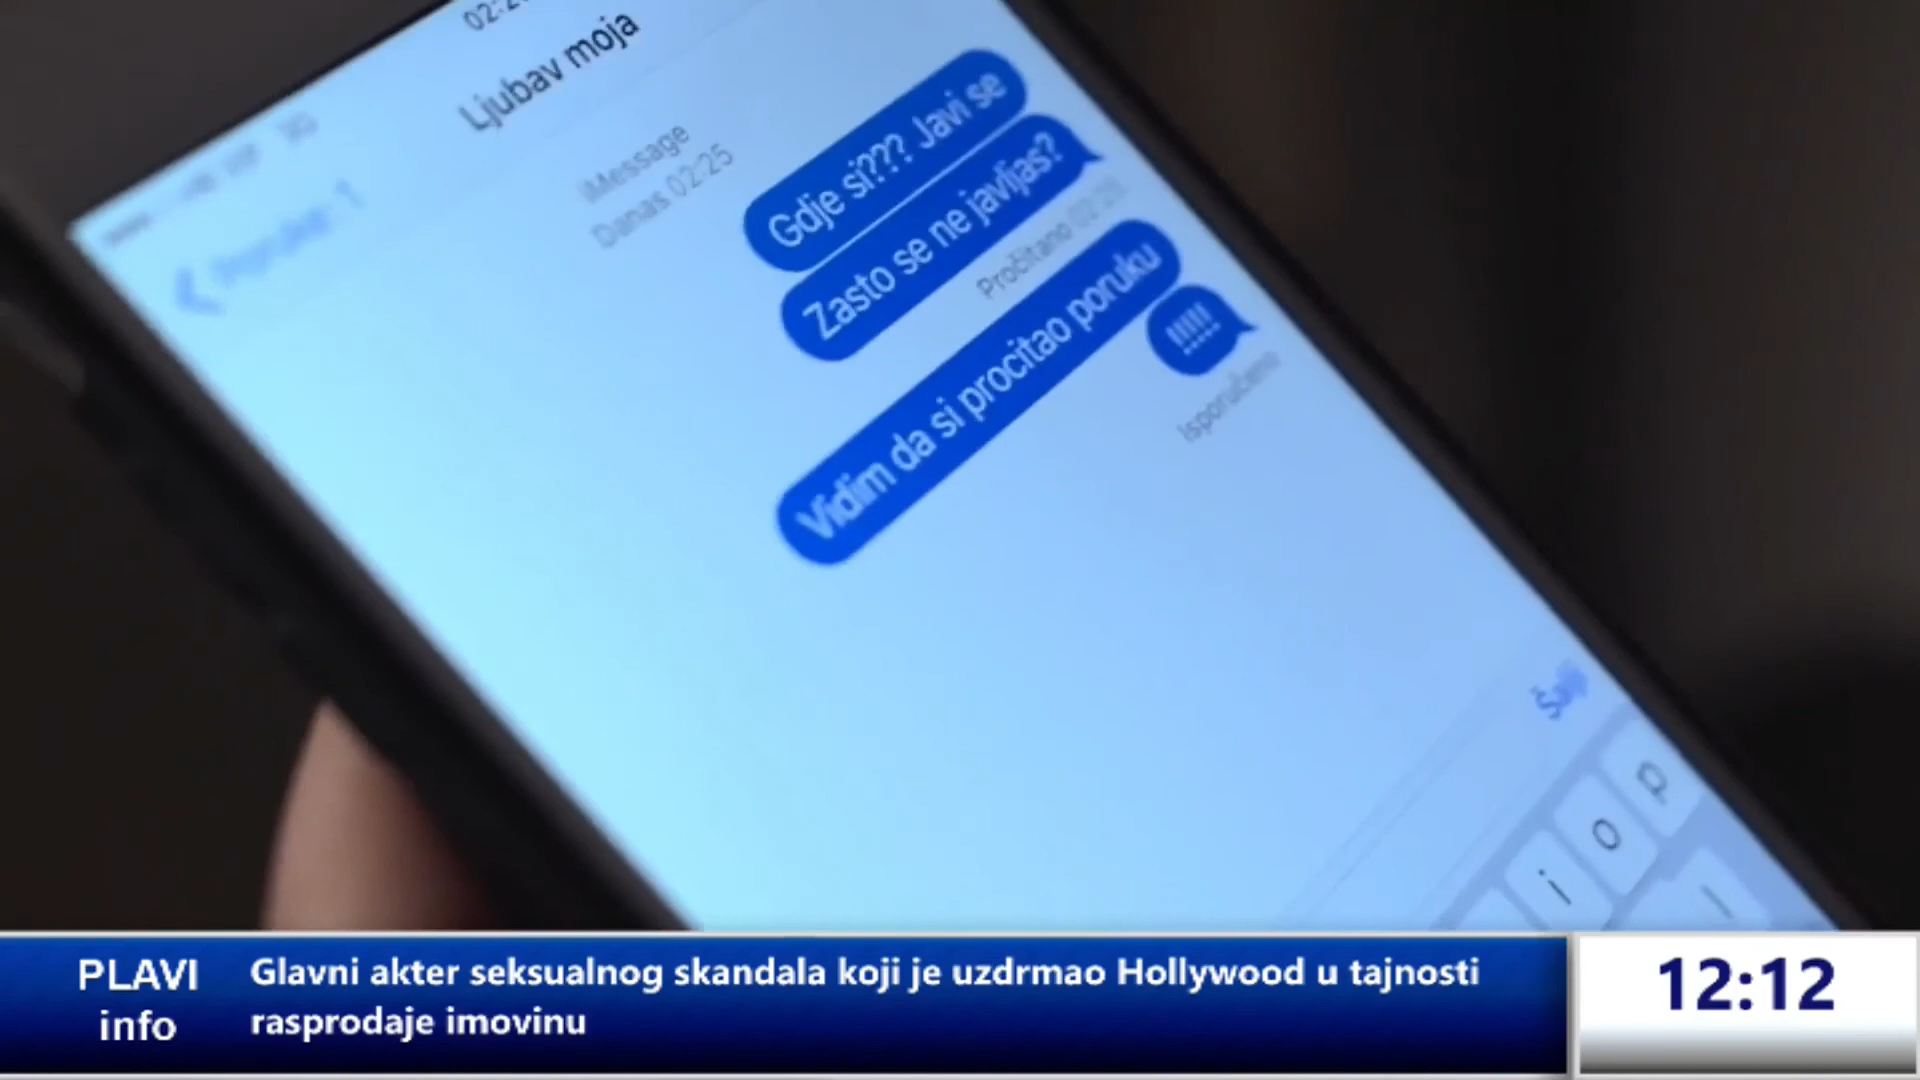 Ljubav moja
iMessage
Danas 02:25
Gdje si??? Javi se
Zasto se ne javljas?
Pročitano
Vidim da si procitao poruku
!!!!!
Isporučeno
Šalji
p
o
i
l
PLAVI
info
Glavni akter seksualnog skandala koji je uzdrmao Hollywood u tajnosti
rasprodaje imovinu
12:12